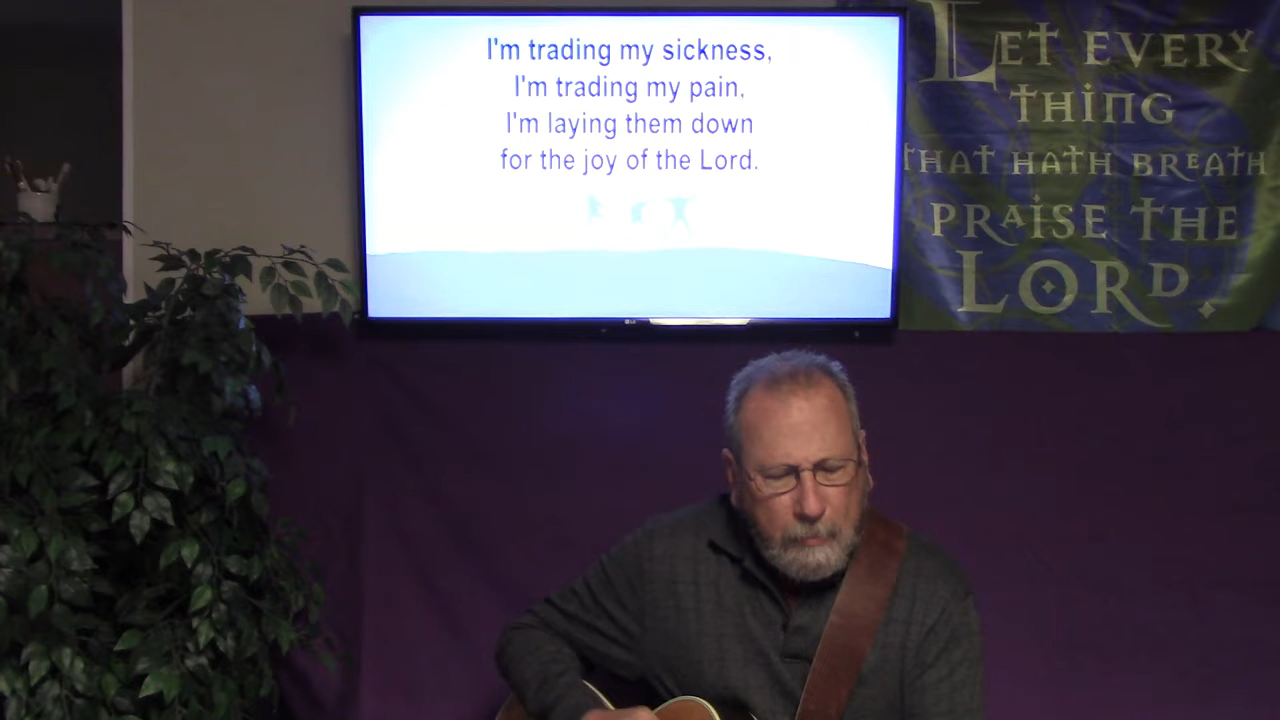 I'm trading my sickness,
I'm trading my pain,
I'm laying them down
for the joy of the Lord.
LET EVERY
THING
THAT HATH BREATH
PRAISE THE
LORD.
LG